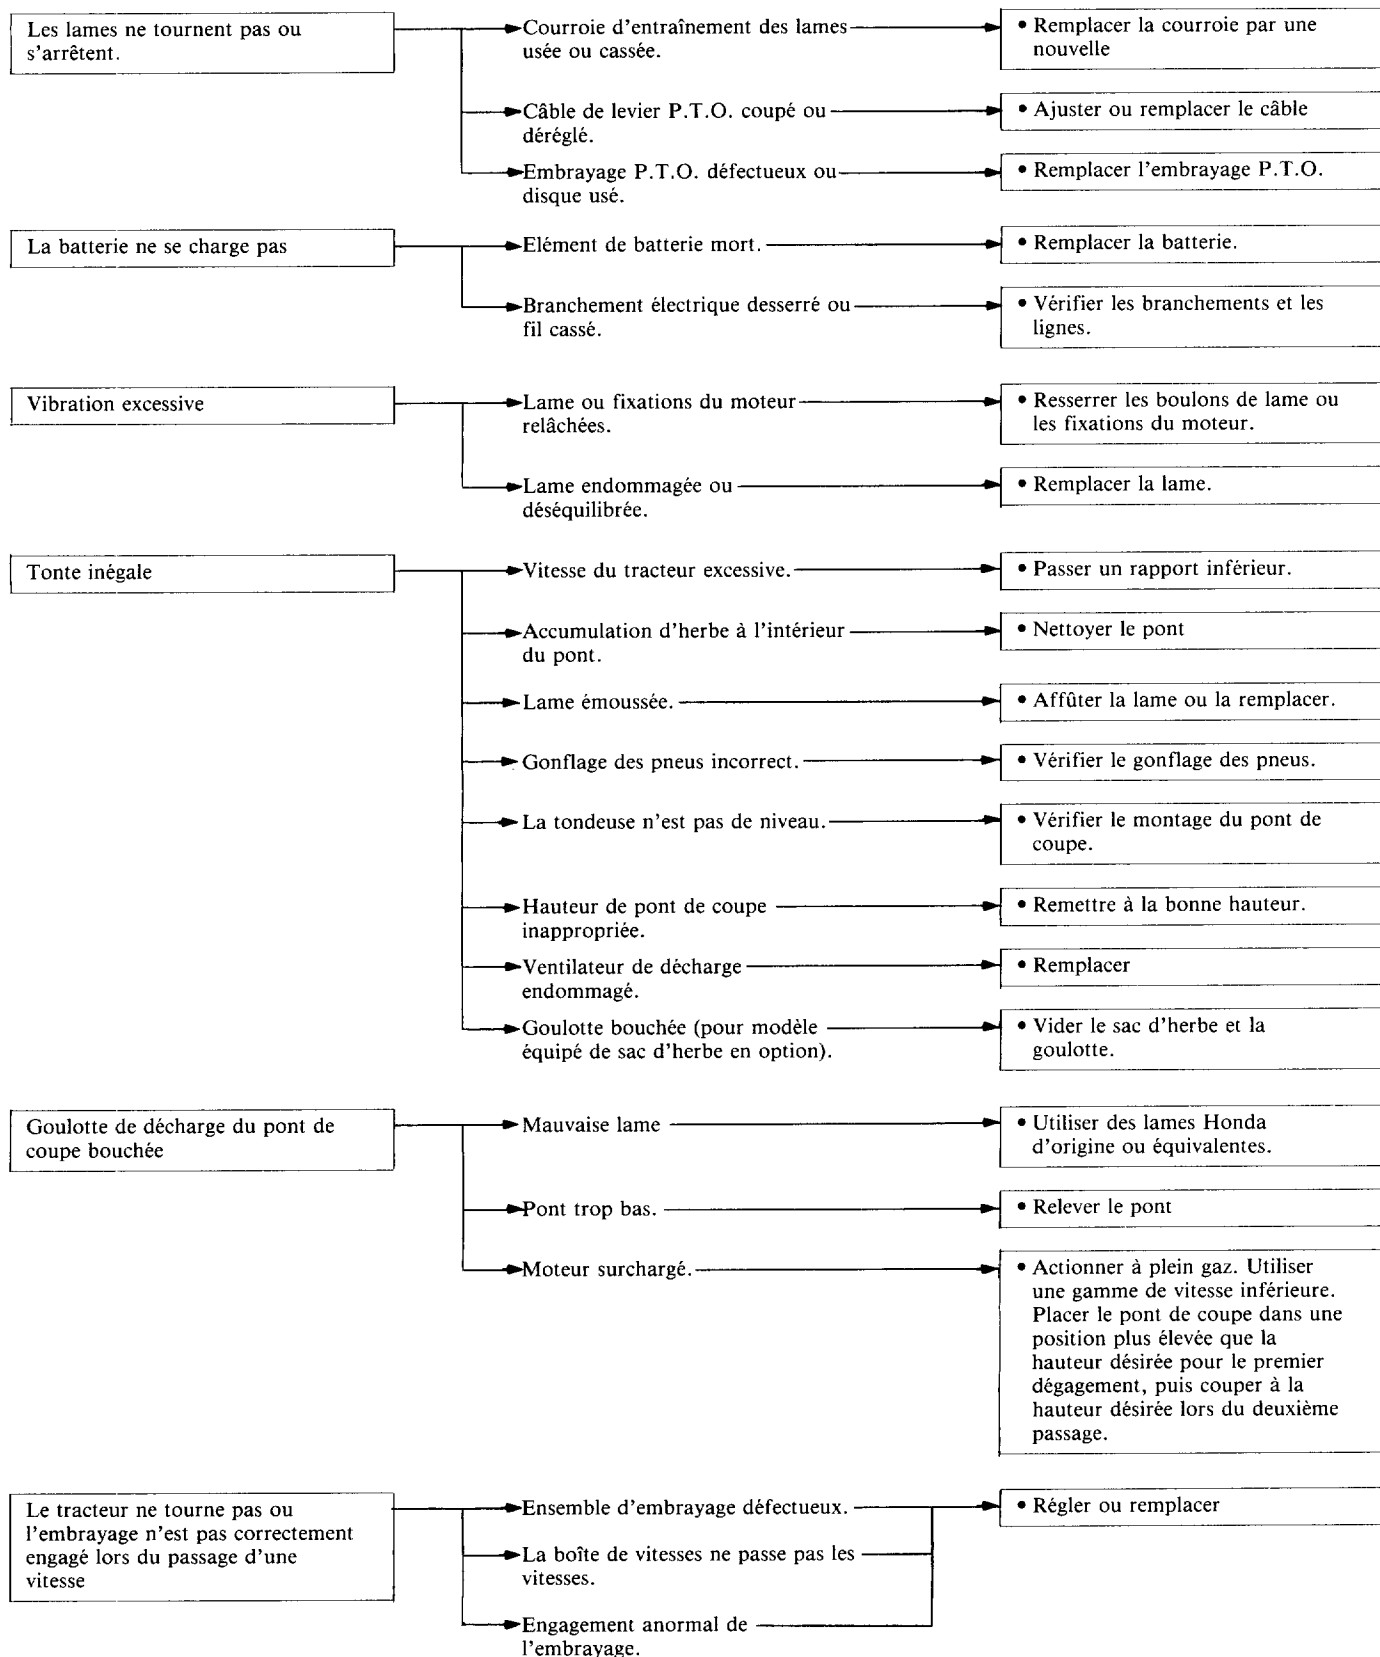 Les lames ne tournent pas ou
s'arrêtent.
Courroie d'entraînement des lames
usée ou cassée.
• Remplacer la courroie par une
nouvelle
Câble de levier P.T.O. coupé ou
déréglé.
• Ajuster ou remplacer le câble
Embrayage P.T.O. défectueux ou
disque usé.
• Remplacer l'embrayage P.T.O.
La batterie ne se charge pas
Elément de batterie mort.
• Remplacer la batterie.
Branchement électrique desserré ou
fil cassé.
• Vérifier les branchements et les
lignes.
Vibration excessive
Lame ou fixations du moteur
relâchées.
• Resserrer les boulons de lame ou
les fixations du moteur.
Lame endommagée ou
déséquilibrée.
• Remplacer la lame.
Tonte inégale
Vitesse du tracteur excessive.
• Passer un rapport inférieur.
Accumulation d'herbe à l'intérieur
du pont.
• Nettoyer le pont
Lame émoussée.
• Affûter la lame ou la remplacer.
Gonflage des pneus incorrect.
• Vérifier le gonflage des pneus.
La tondeuse n'est pas de niveau.
• Vérifier le montage du pont de
coupe.
Hauteur de pont de coupe
inappropriée.
• Remettre à la bonne hauteur.
Ventilateur de décharge
endommagé.
• Remplacer
Goulotte bouchée (pour modèle
équipé de sac d'herbe en option).
• Vider le sac d'herbe et la
goulotte.
Goulotte de décharge du pont de
coupe bouchée
Mauvaise lame
• Utiliser des lames Honda
d'origine ou équivalentes.
Pont trop bas.
• Relever le pont
Moteur surchargé.
• Actionner à plein gaz. Utiliser
une gamme de vitesse inférieure.
Placer le pont de coupe dans une
position plus élevée que la
hauteur désirée pour le premier
dégagement, puis couper à la
hauteur désirée lors du deuxième
passage.
Le tracteur ne tourne pas ou
l'embrayage n'est pas correctement
engagé lors du passage d'une
vitesse
Ensemble d'embrayage défectueux.
• Régler ou remplacer
La boîte de vitesses ne passe pas les
vitesses.
Engagement anormal de
l'embrayage.